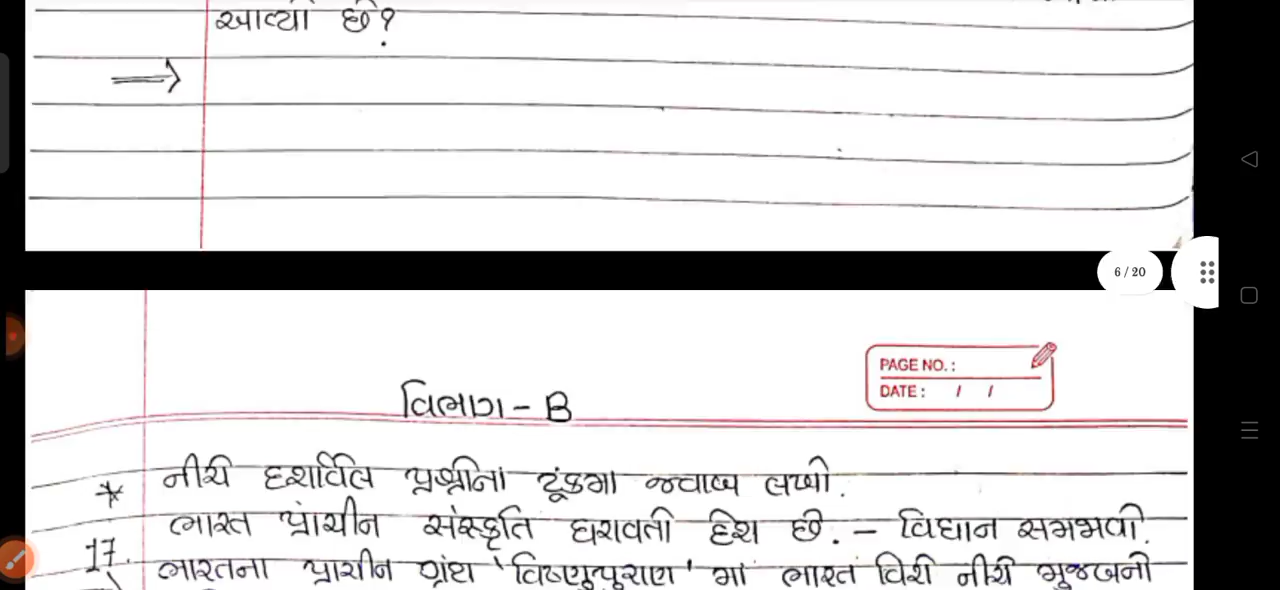 આવ્યો છે?
⟹
6 / 20
PAGE NO. :
DATE : / /
વિભાગ - B
* નીચે દર્શાવેલ પ્રશ્નોના ટૂંકમાં જવાબ લખો.
17. ભારત પ્રાચીન સંસ્કૃતિ ધરાવતો દેશ છે. - વિધાન સમજાવો.
ભારતના પ્રાચીન ગ્રંથ 'વિષ્ણુપુરાણ' માં ભારત વિશે નીચે મુજબનો